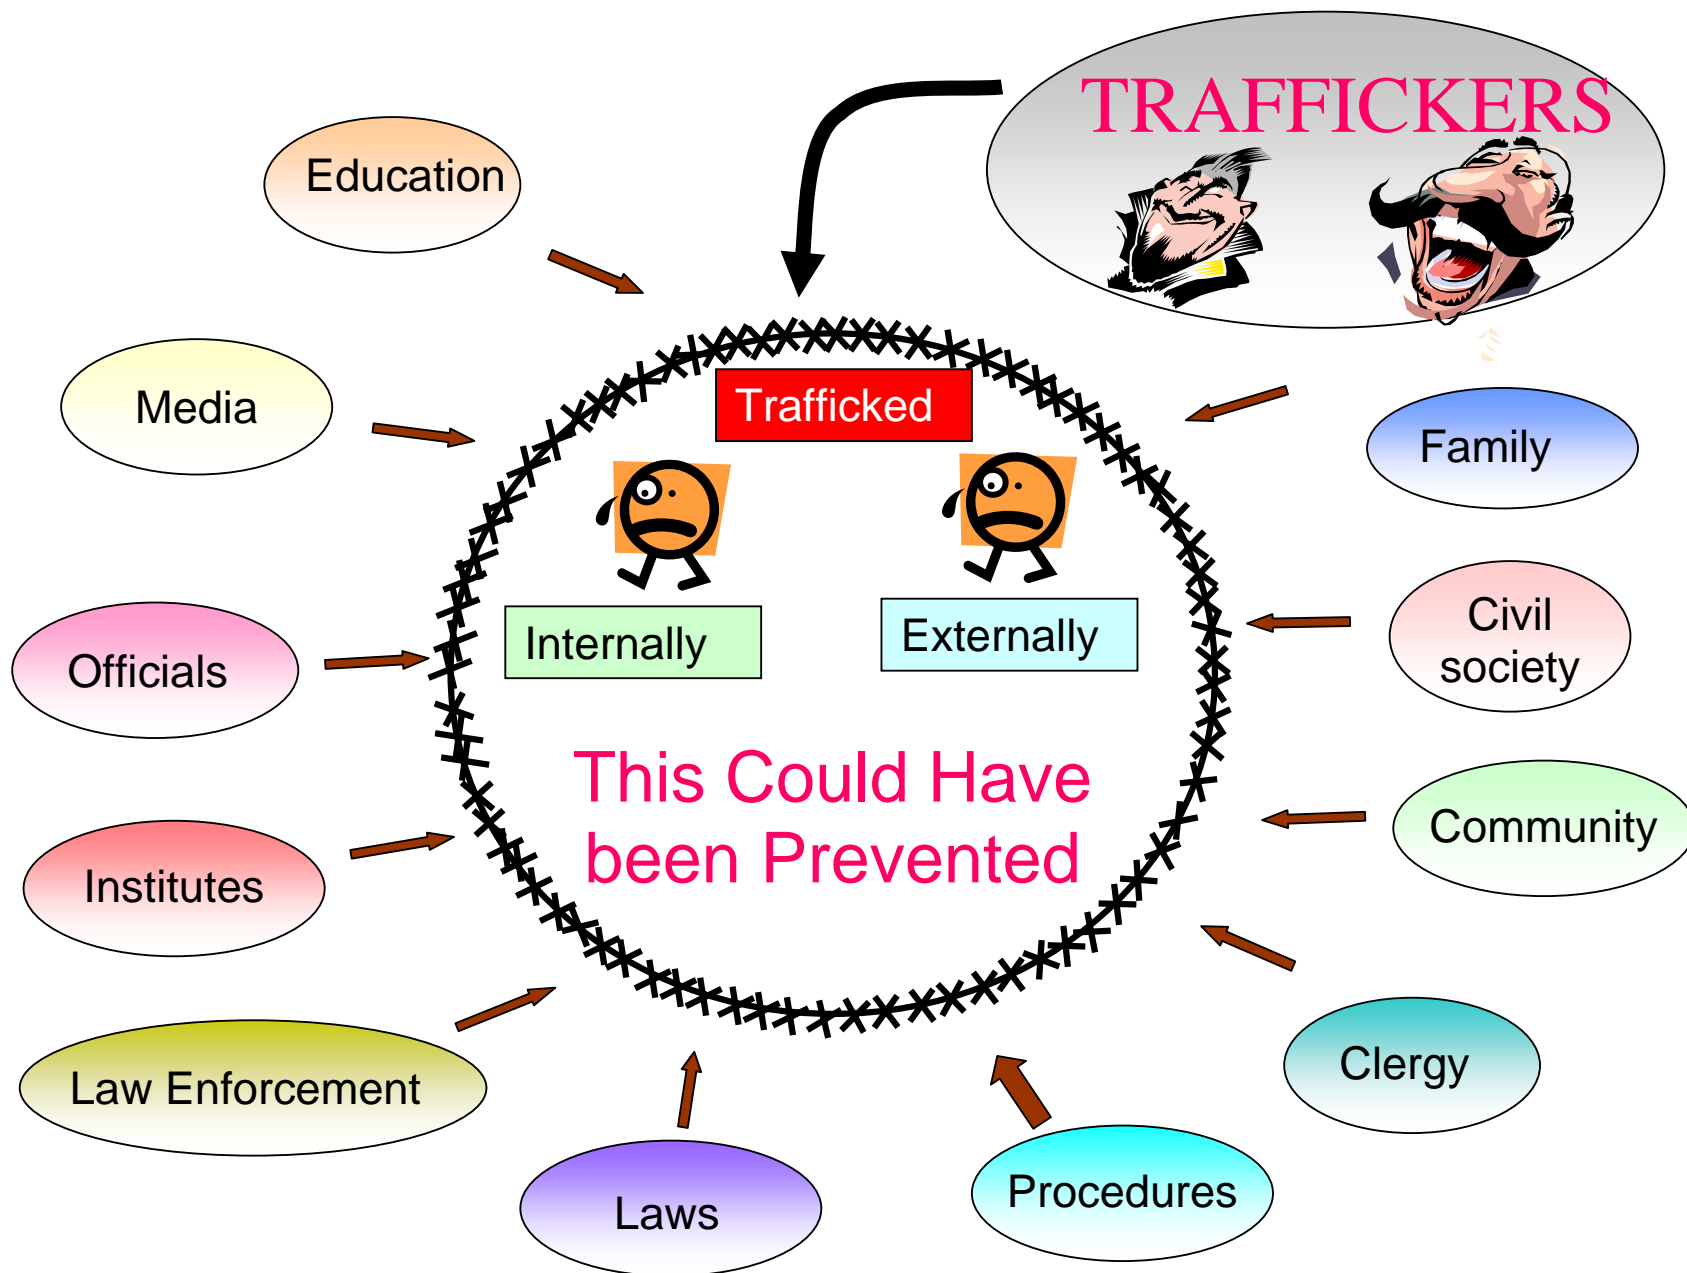 TRAFFICKERS
Education
Media
Trafficked
Family
Internally
Externally
Civil
society
Officials
This Could Have
been Prevented
Community
Institutes
Clergy
Law Enforcement
Procedures
Laws